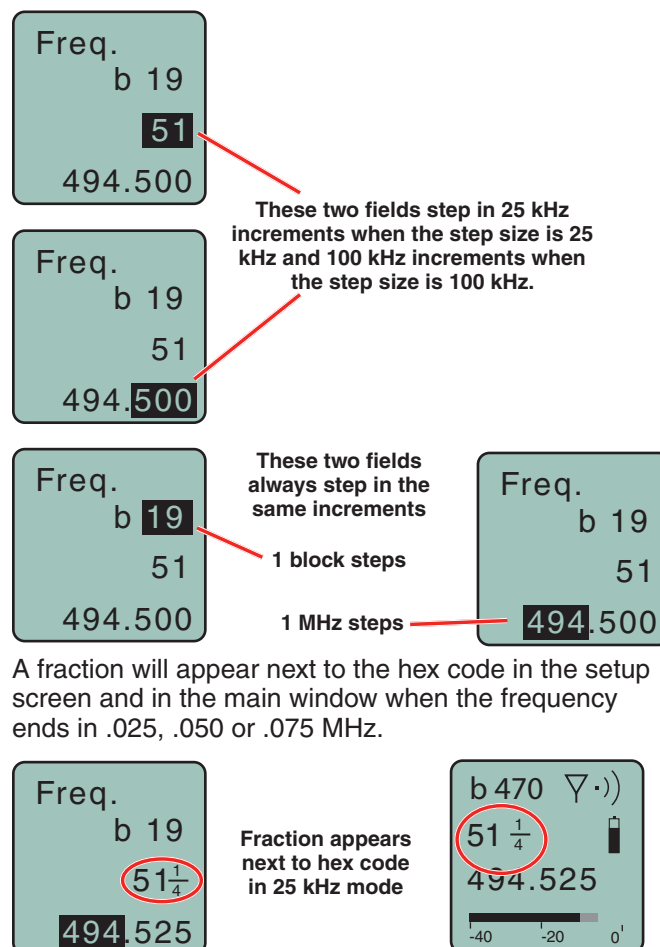 Freq.
b 19
51
494.500
These two fields step in 25 kHz
increments when the step size is 25
kHz and 100 kHz increments when
the step size is 100 kHz.
Freq.
b 19
51
494.500
Freq.
b 19
51
494.500
These two fields
always step in the
same increments
1 block steps
1 MHz steps
Freq.
b 19
51
494.500
A fraction will appear next to the hex code in the setup
screen and in the main window when the frequency
ends in .025, .050 or .075 MHz.
Freq.
b 19
51 1/4
494.525
Fraction appears
next to hex code
in 25 kHz mode
b 470
51 1/4
494.525
-40 -20 0